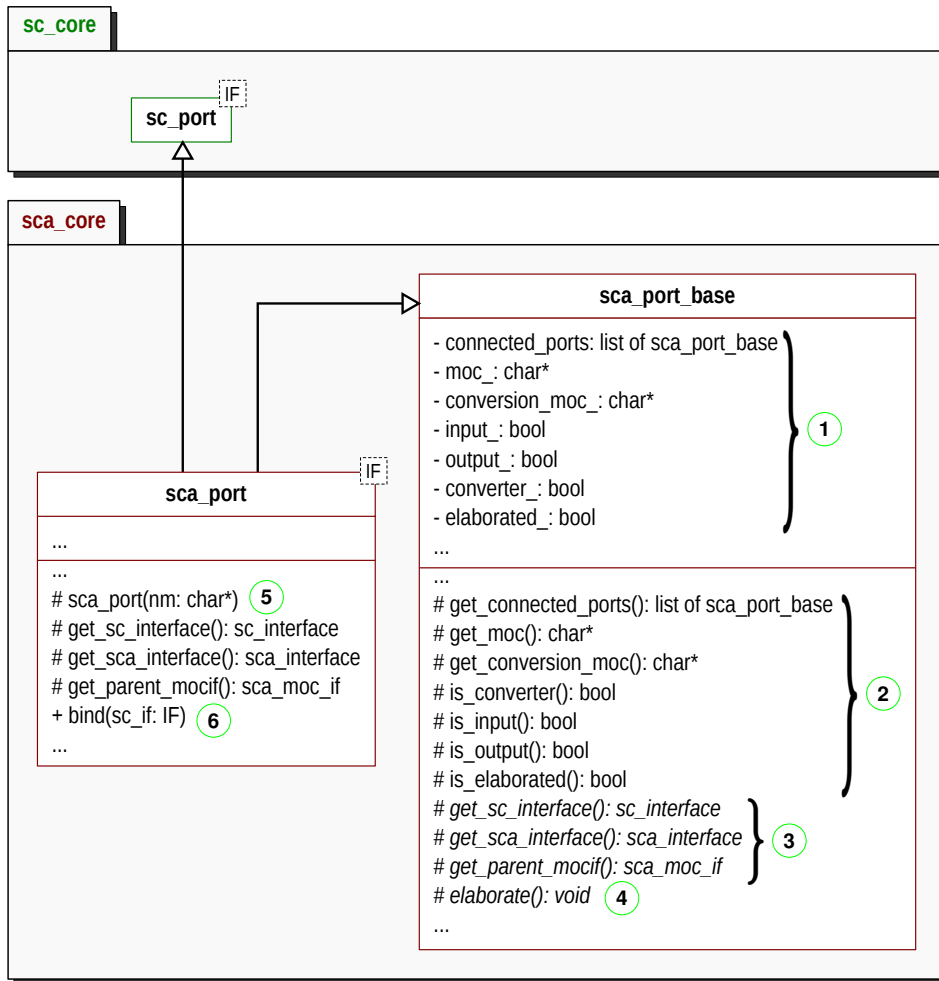 sc_core
IF
sc_port
sca_core
sca_port_base
- connected_ports: list of sca_port_base
- moc_: char*
- conversion_moc_: char*
- input_: bool
- output_: bool
- converter_: bool
- elaborated_: bool
...
1
...
# get_connected_ports(): list of sca_port_base
# get_moc(): char*
# get_conversion_moc(): char*
# is_converter(): bool
# is_input(): bool
# is_output(): bool
# is_elaborated(): bool
2
# get_sc_interface(): sc_interface
# get_sca_interface(): sca_interface
# get_parent_mocif(): sca_moc_if
3
# elaborate(): void 4
...
IF
sca_port
...
...
# sca_port(nm: char*) 5
# get_sc_interface(): sc_interface
# get_sca_interface(): sca_interface
# get_parent_mocif(): sca_moc_if
+ bind(sc_if: IF) 6
...